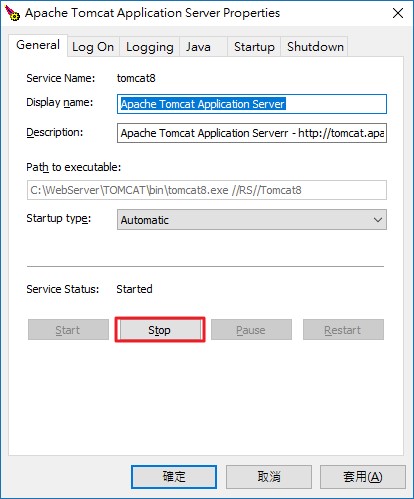 Apache Tomcat Application Server Properties
General Log On Logging Java Startup Shutdown
Service Name: tomcat8
Display name: Apache Tomcat Application Server
Description: Apache Tomcat Application Serverr - http://tomcat.apa
Path to executable:
C:\WebServer\TOMCAT\bin\tomcat8.exe //RS//Tomcat8
Startup type: Automatic
Service Status: Started
Start Stop Pause Restart
確定 取消 套用(A)